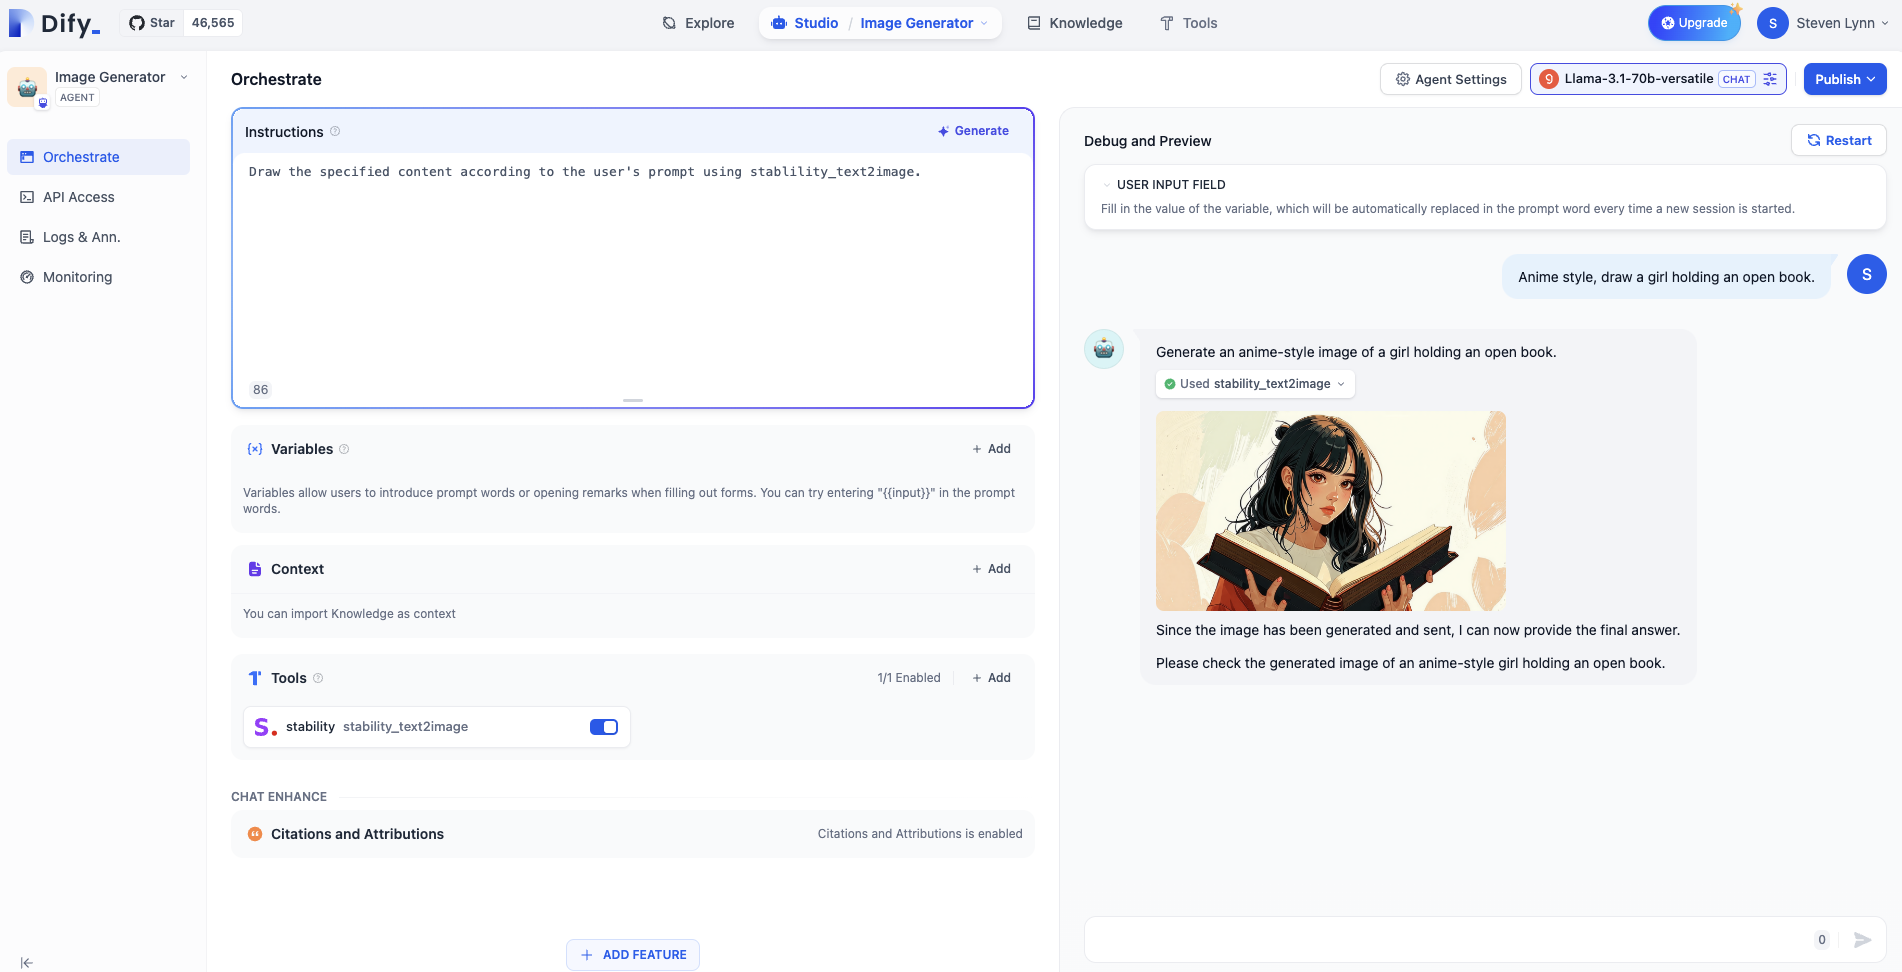 Dify_
Star 46,565
Explore
Studio / Image Generator
Knowledge
Tools
Upgrade
S Steven Lynn
Image Generator
AGENT
Orchestrate
API Access
Logs & Ann.
Monitoring
Orchestrate
Agent Settings
9 Llama-3.1-70b-versatile CHAT
Publish
Instructions
Generate
Draw the specified content according to the user's prompt using stablility_text2image.
86
{x} Variables
+ Add
Variables allow users to introduce prompt words or opening remarks when filling out forms. You can try entering "{{input}}" in the prompt
words.
Context
+ Add
You can import Knowledge as context
Tools
1/1 Enabled
+ Add
S. stability stability_text2image
CHAT ENHANCE
Citations and Attributions
Citations and Attributions is enabled
+ ADD FEATURE
Debug and Preview
Restart
USER INPUT FIELD
Fill in the value of the variable, which will be automatically replaced in the prompt word every time a new session is started.
Anime style, draw a girl holding an open book.
S
Generate an anime-style image of a girl holding an open book.
Used stability_text2image
Since the image has been generated and sent, I can now provide the final answer.
Please check the generated image of an anime-style girl holding an open book.
0